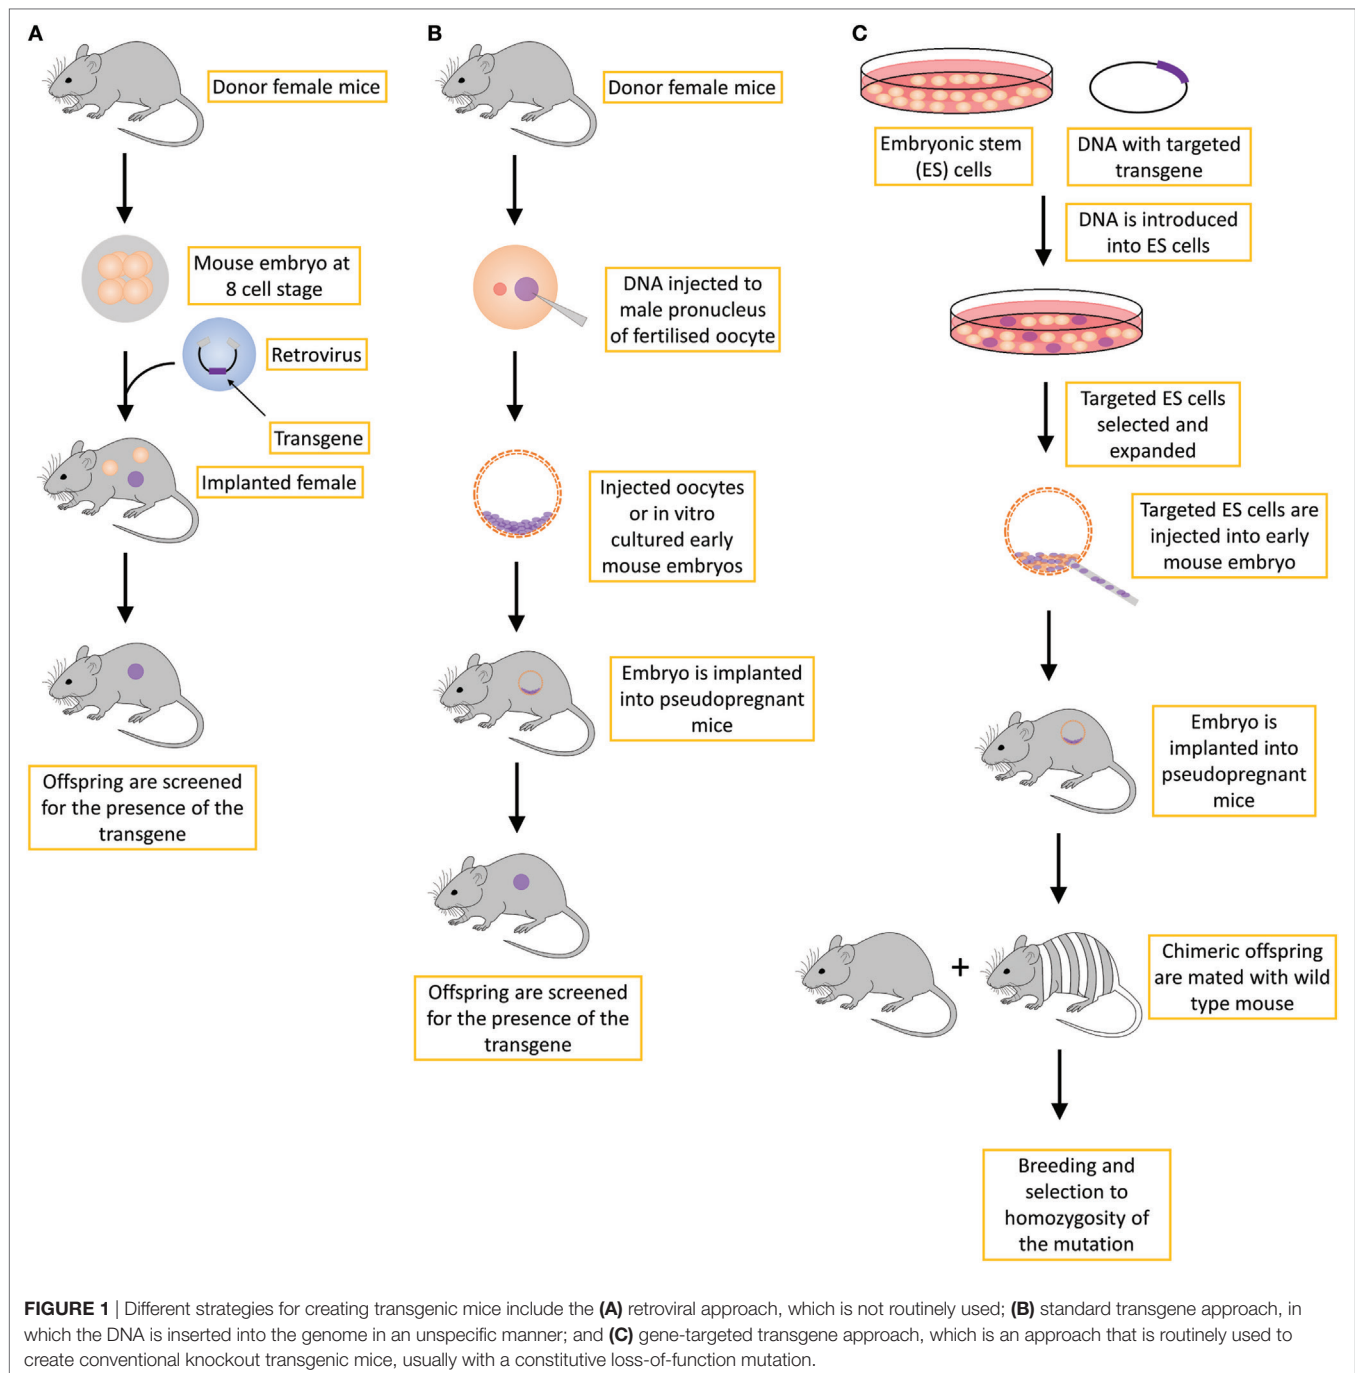 A
Donor female mice
Mouse embryo at
8 cell stage
Retrovirus
Transgene
Implanted female
Offspring are screened
for the presence of the
transgene
B
Donor female mice
DNA injected to
male pronucleus
of fertilised oocyte
Injected oocytes
or in vitro
cultured early
mouse embryos
Embryo is implanted
into pseudopregnant
mice
Offspring are screened
for the presence of the
transgene
C
Embryonic stem
(ES) cells
DNA with targeted
transgene
DNA is introduced
into ES cells
Targeted ES cells
selected and
expanded
Targeted ES cells are
injected into early
mouse embryo
Embryo is
implanted into
pseudopregnant
mice
+
Chimeric offspring
are mated with wild
type mouse
Breeding and
selection to
homozygosity of
the mutation
FIGURE 1 | Different strategies for creating transgenic mice include the (A) retroviral approach, which is not routinely used; (B) standard transgene approach, in
which the DNA is inserted into the genome in an unspecific manner; and (C) gene-targeted transgene approach, which is an approach that is routinely used to
create conventional knockout transgenic mice, usually with a constitutive loss-of-function mutation.